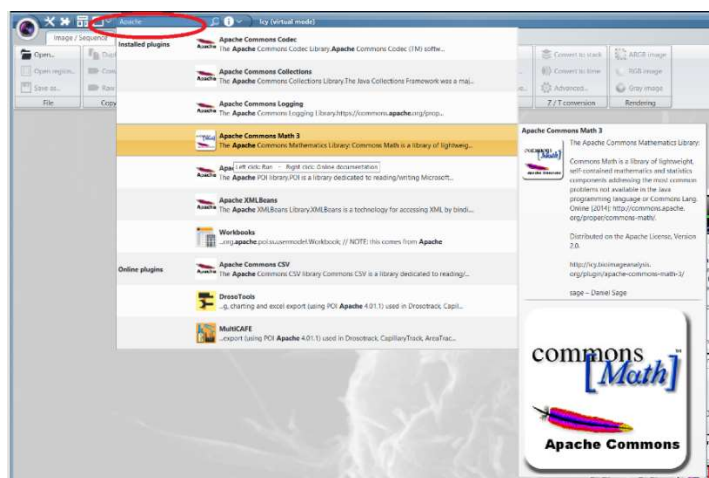 Apache
Icy (virtual mode)
Image / Sequence
Open...
Open region...
Save as...
File
Copy
Installed plugins
Apache Commons Codec
The Apache Commons Codec Library.Apache Commons Codec (TM) softw...
Apache Commons Collections
The Apache Commons Collections Library.The Java Collections Framework was a maj...
Apache Commons Logging
The Apache Commons Logging Library.https://commons.apache.org/prop...
Apache Commons Math 3
The Apache Commons Mathematics Library: Commons Math is a library of lightweig...
Left click: Run - Right click: Online documentation
The Apache POI library.POI is a library dedicated to reading/writing Microsoft...
Apache XMLBeans
The Apache XMLBeans Library.XMLBeans is a technology for accessing XML by bindi...
Workbooks
...org.apache.poi.ss.usermodel.Workbook; // NOTE: this comes from Apache
Online plugins
Apache Commons CSV
The Apache Commons CSV library Commons CSV is a library dedicated to reading/...
DrosoTools
...g, charting and excel export (using POI Apache 4.01.1) used in Drosotrack, Capil...
MultiCAFE
...export (using POI Apache 4.01.1) used in Drosotrack, CapillaryTrack, AreaTrac...
Convert to stack
Convert to time
Advanced...
Z / T conversion
ARGB image
RGB image
Gray image
Rendering
Apache Commons Math 3
The Apache Commons Mathematics Library:
Commons Math is a library of lightweight,
self-contained mathematics and statistics
components addressing the most common
problems not available in the Java
programming language or Commons Lang.
Online [2014]: http://commons.apache.
org/proper/commons-math/.
Distributed on the Apache License, Version
2.0.
http://icy.bioimageanalysis.
org/plugin/apache-commons-math-3/
sage – Daniel Sage
commons
[Math]
™
Apache Commons